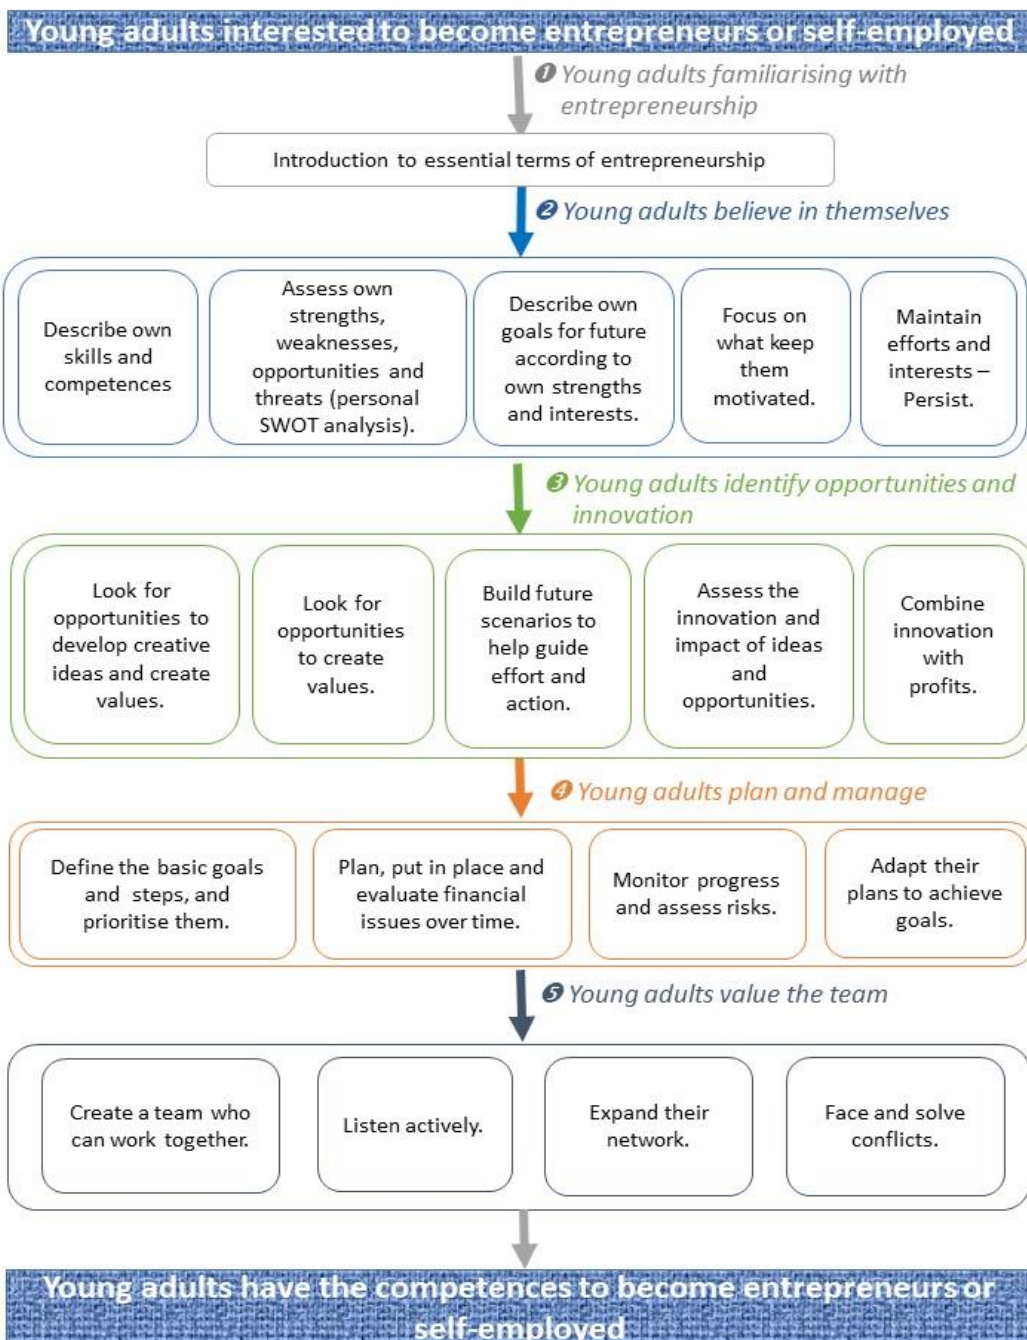 Young adults interested to become entrepreneurs or self-employed
❶ Young adults familiarising with
entrepreneurship
Introduction to essential terms of entrepreneurship
❷ Young adults believe in themselves
Describe own
skills and
competences
Assess own
strengths,
weaknesses,
opportunities and
threats (personal
SWOT analysis).
Describe own
goals for future
according to
own strengths
and interests.
Focus on
what keep
them
motivated.
Maintain
efforts and
interests –
Persist.
❸ Young adults identify opportunities and
innovation
Look for
opportunities to
develop creative
ideas and create
values.
Look for
opportunities
to create
values.
Build future
scenarios to
help guide
effort and
action.
Assess the
innovation and
impact of ideas
and
opportunities.
Combine
innovation
with
profits.
❹ Young adults plan and manage
Define the basic goals
and steps, and
prioritise them.
Plan, put in place and
evaluate financial
issues over time.
Monitor progress
and assess risks.
Adapt their
plans to achieve
goals.
❺ Young adults value the team
Create a team who
can work together.
Listen actively.
Expand their
network.
Face and solve
conflicts.
Young adults have the competences to become entrepreneurs or
self-employed